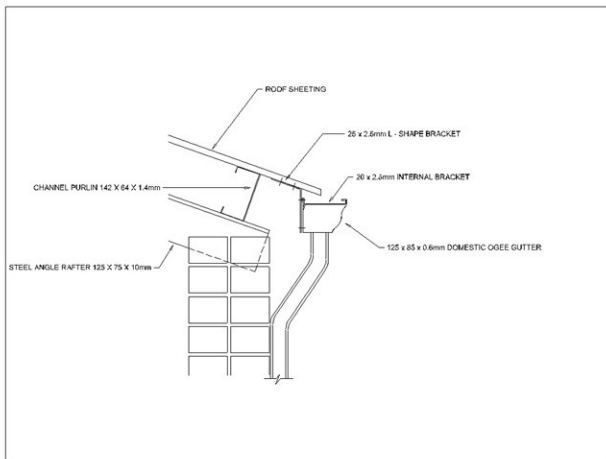 ROOF SHEETING
25 x 2.5mm L - SHAPE BRACKET
CHANNEL PURLIN 142 X 64 X 1.4mm
20 x 2.5mm INTERNAL BRACKET
125 x 85 x 0.6mm DOMESTIC OGEE GUTTER
STEEL ANGLE RAFTER 125 X 75 X 10mm